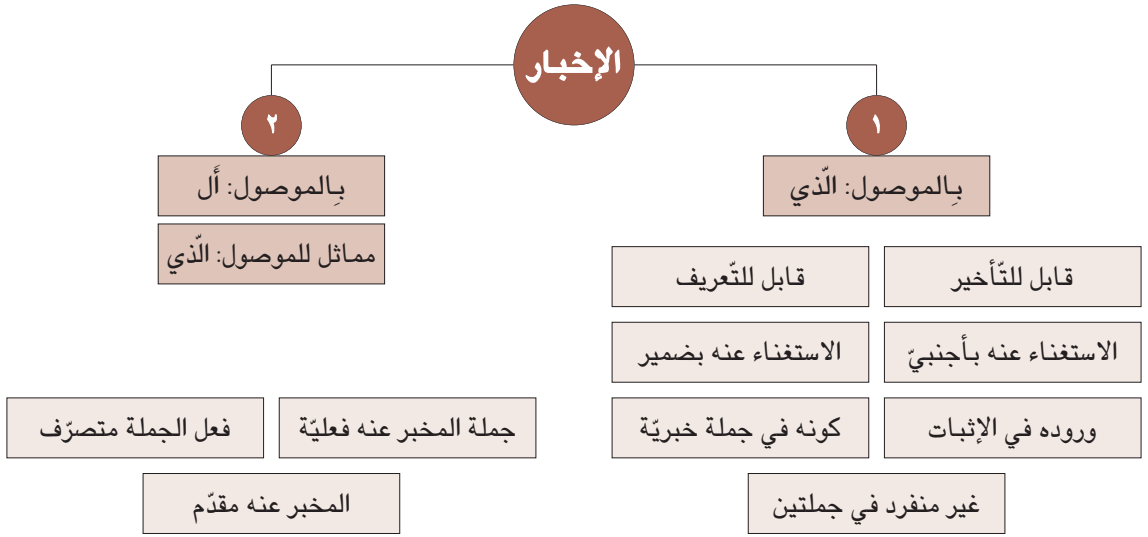 الإخبار
١
بِالموصول: الّذي
قابل للتّأخير
قابل للتّعريف
الاستغناء عنه بأجنبيّ
الاستغناء عنه بضمير
وروده في الإثبات
كونه في جملة خبريّة
غير منفرد في جملتين
٢
بِالموصول: أَل
مماثل للموصول: الّذي
جملة المخبر عنه فعليّة
فعل الجملة متصرّف
المخبر عنه مقدّم